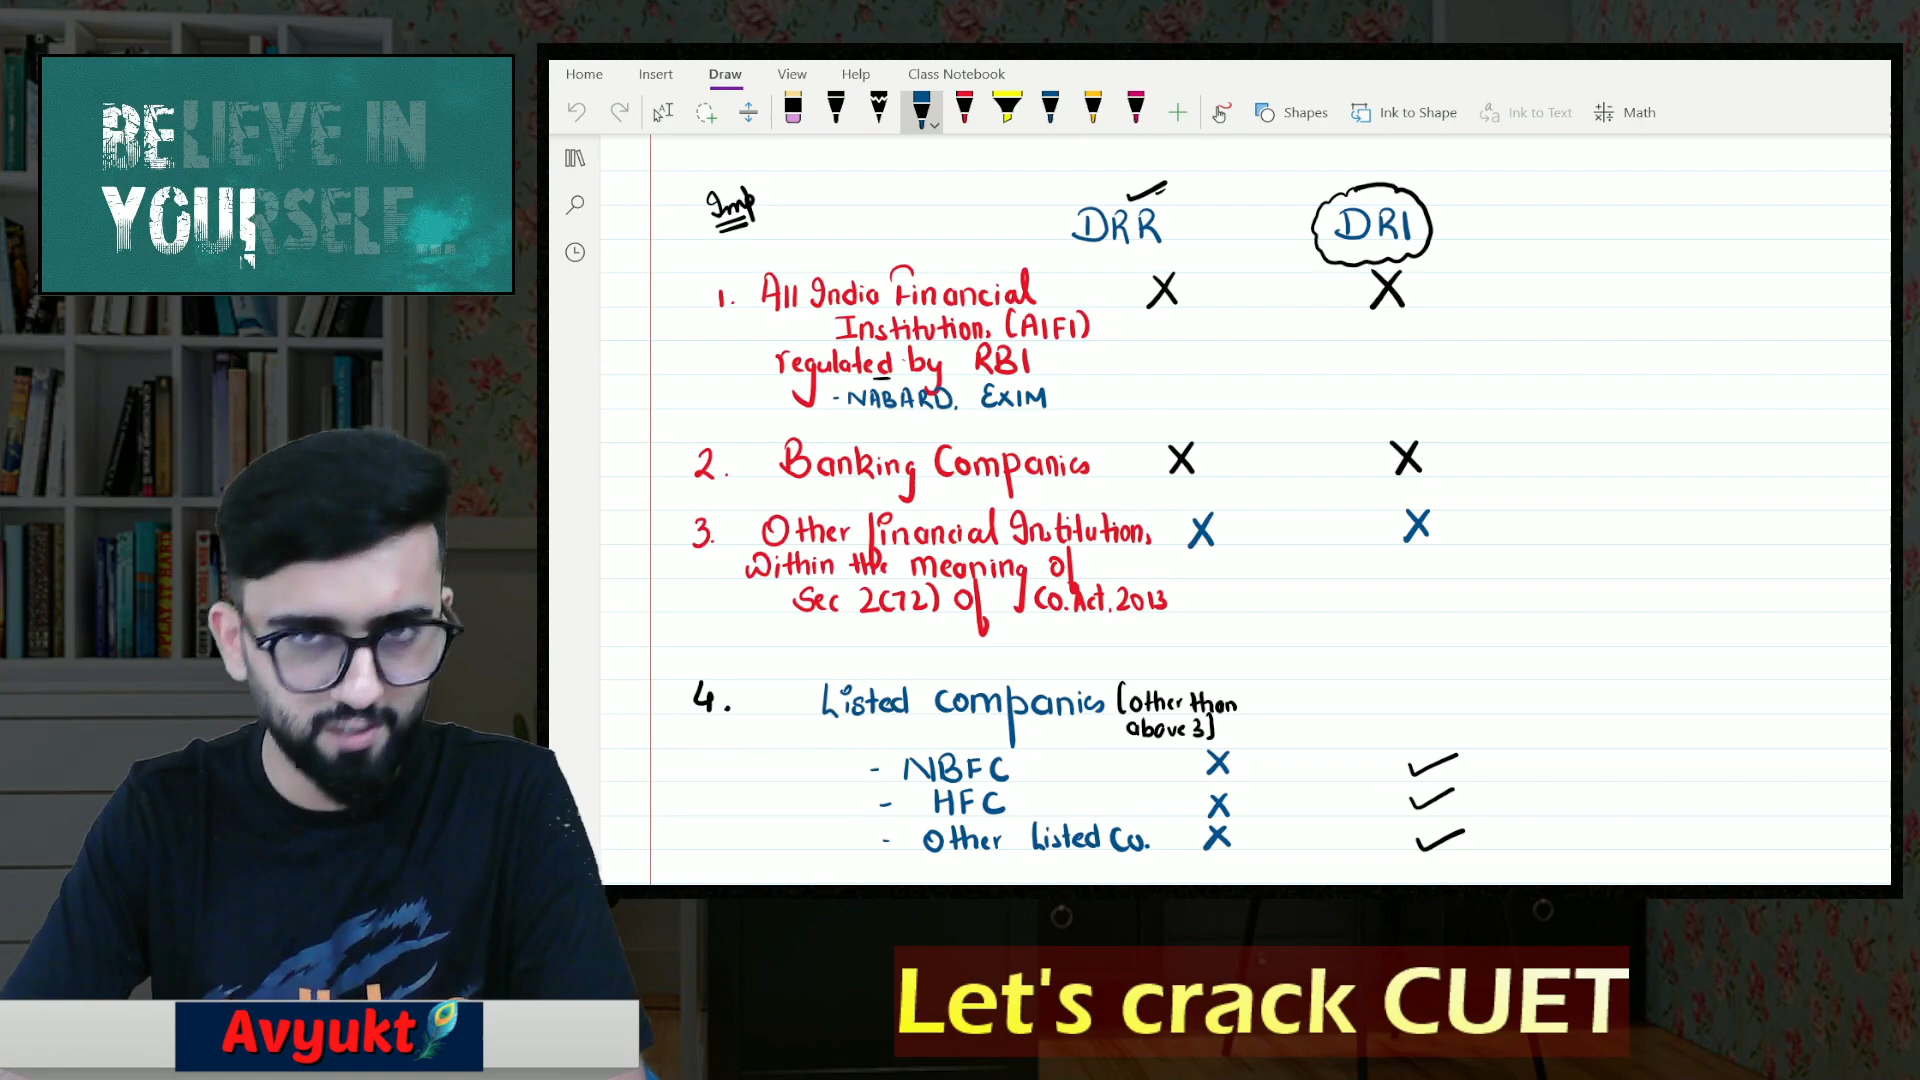 BELIEVE IN
YOURSELF...
Home Insert Draw View Help Class Notebook
Shapes Ink to Shape Ink to Text Math
Imp DRR DRI
1. All India Financial X X
Institution, (AIFI)
regulated by RBI
- NABARD, EXIM
2. Banking Companies X X
3. Other financial Institution, X X
Within the meaning of
Sec 2(72) of Co. Act, 2013
4. Listed companies [other than
above 3]
- NBFC X ✓
- HFC X ✓
- Other Listed Co. X ✓
Avyukt
Let's crack CUET